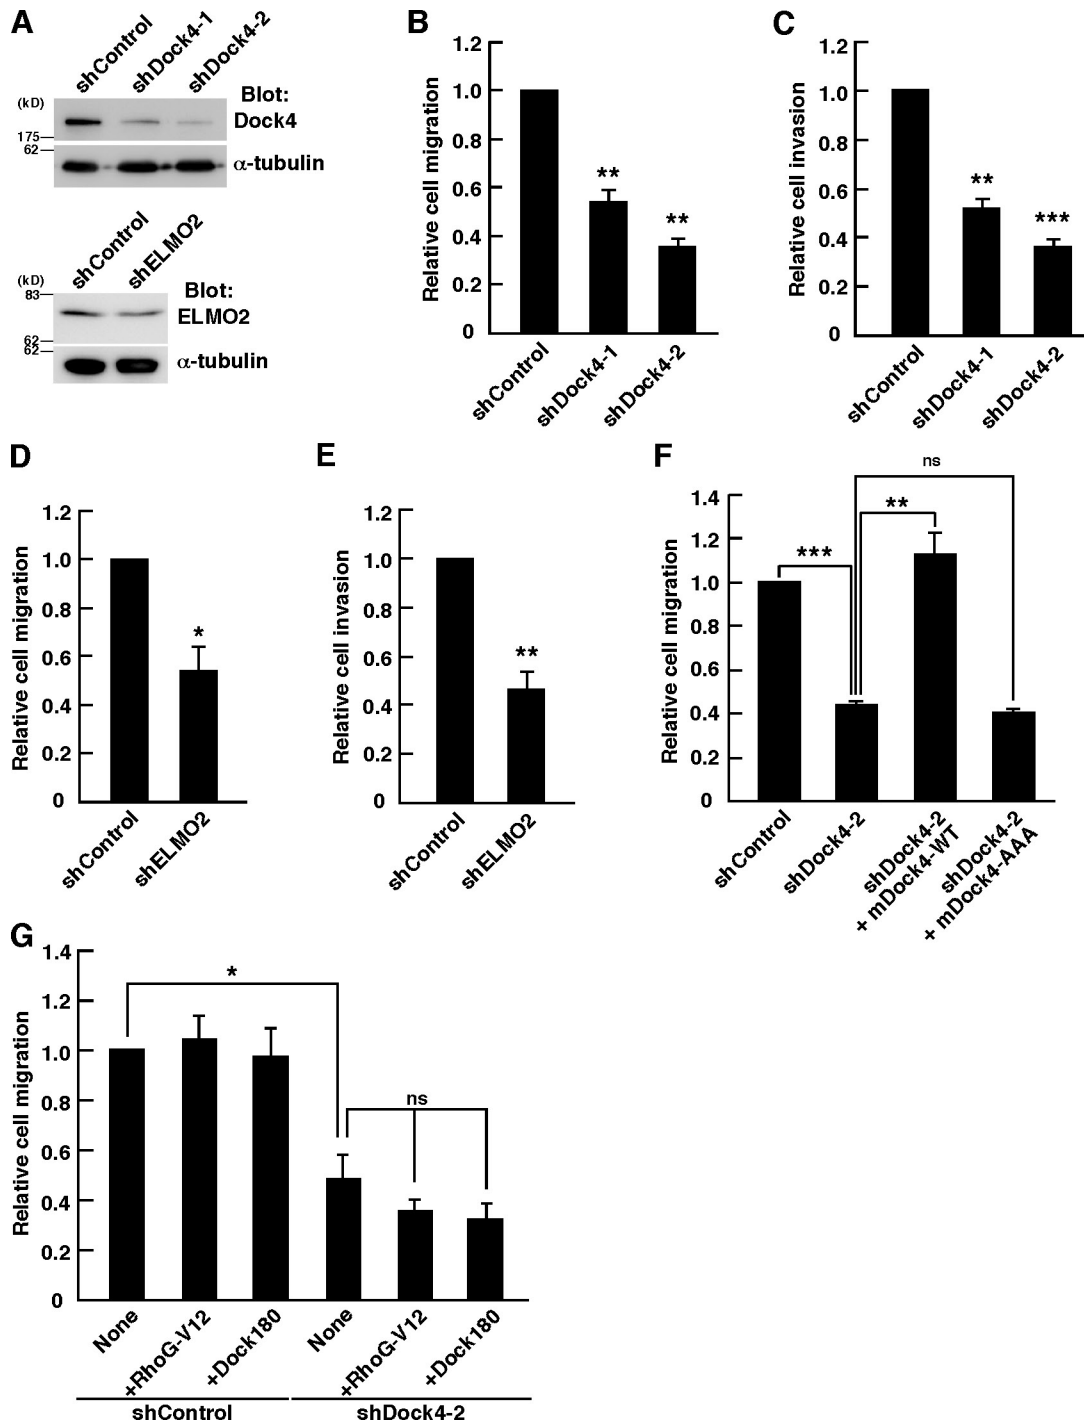 A
shControl
shDock4-1
shDock4-2
(kD)
Blot:
Dock4
175
62
α-tubulin
shControl
shELMO2
(kD)
83
Blot:
ELMO2
62
62
α-tubulin
B
Relative cell migration
1.2
1.0
0.8
0.6
0.4
0.2
0
**
**
shControl
shDock4-1
shDock4-2
C
Relative cell invasion
1.2
1.0
0.8
0.6
0.4
0.2
0
**
***
shControl
shDock4-1
shDock4-2
D
Relative cell migration
1.2
1.0
0.8
0.6
0.4
0.2
0
*
shControl
shELMO2
E
Relative cell invasion
1.2
1.0
0.8
0.6
0.4
0.2
0
**
shControl
shELMO2
F
Relative cell migration
1.4
1.2
1.0
0.8
0.6
0.4
0.2
0
ns
**
***
shControl
shDock4-2
shDock4-2
+ mDock4-WT
shDock4-2
+ mDock4-AAA
G
Relative cell migration
1.4
1.2
1.0
0.8
0.6
0.4
0.2
0
*
ns
None
+RhoG-V12
+Dock180
None
+RhoG-V12
+Dock180
shControl
shDock4-2